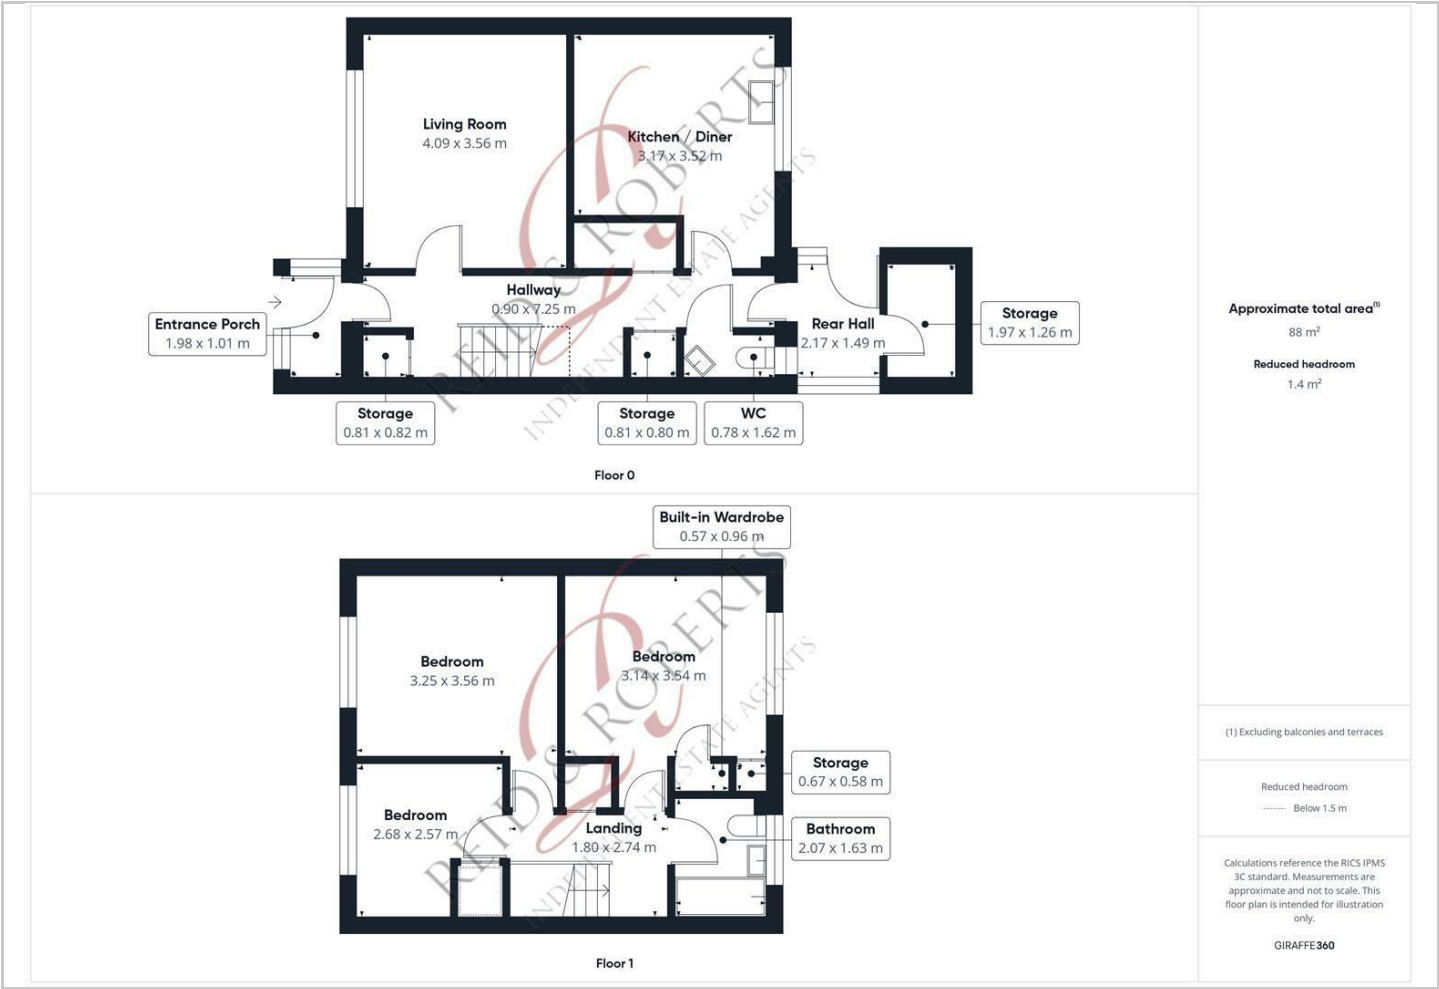 Living Room
4.09 x 3.56 m
Kitchen / Diner
3.17 x 3.52 m
Hallway
0.90 x 7.25 m
Entrance Porch
1.98 x 1.01 m
Rear Hall
2.17 x 1.49 m
Storage
1.97 x 1.26 m
Storage
0.81 x 0.82 m
Storage
0.81 x 0.80 m
WC
0.78 x 1.62 m
REID & ROBERTS
INDEPENDENT ESTATE AGENTS
Floor 0
Built-in Wardrobe
0.57 x 0.96 m
Bedroom
3.25 x 3.56 m
Bedroom
3.14 x 3.54 m
Storage
0.67 x 0.58 m
Bedroom
2.68 x 2.57 m
Landing
1.80 x 2.74 m
Bathroom
2.07 x 1.63 m
REID & ROBERTS
INDEPENDENT ESTATE AGENTS
Floor 1
Approximate total area(1)
88 m²
Reduced headroom
1.4 m²
(1) Excluding balconies and terraces
Reduced headroom
Below 1.5 m
Calculations reference the RICS IPMS
3C standard. Measurements are
approximate and not to scale. This
floor plan is intended for illustration
only.
GIRAFFE360